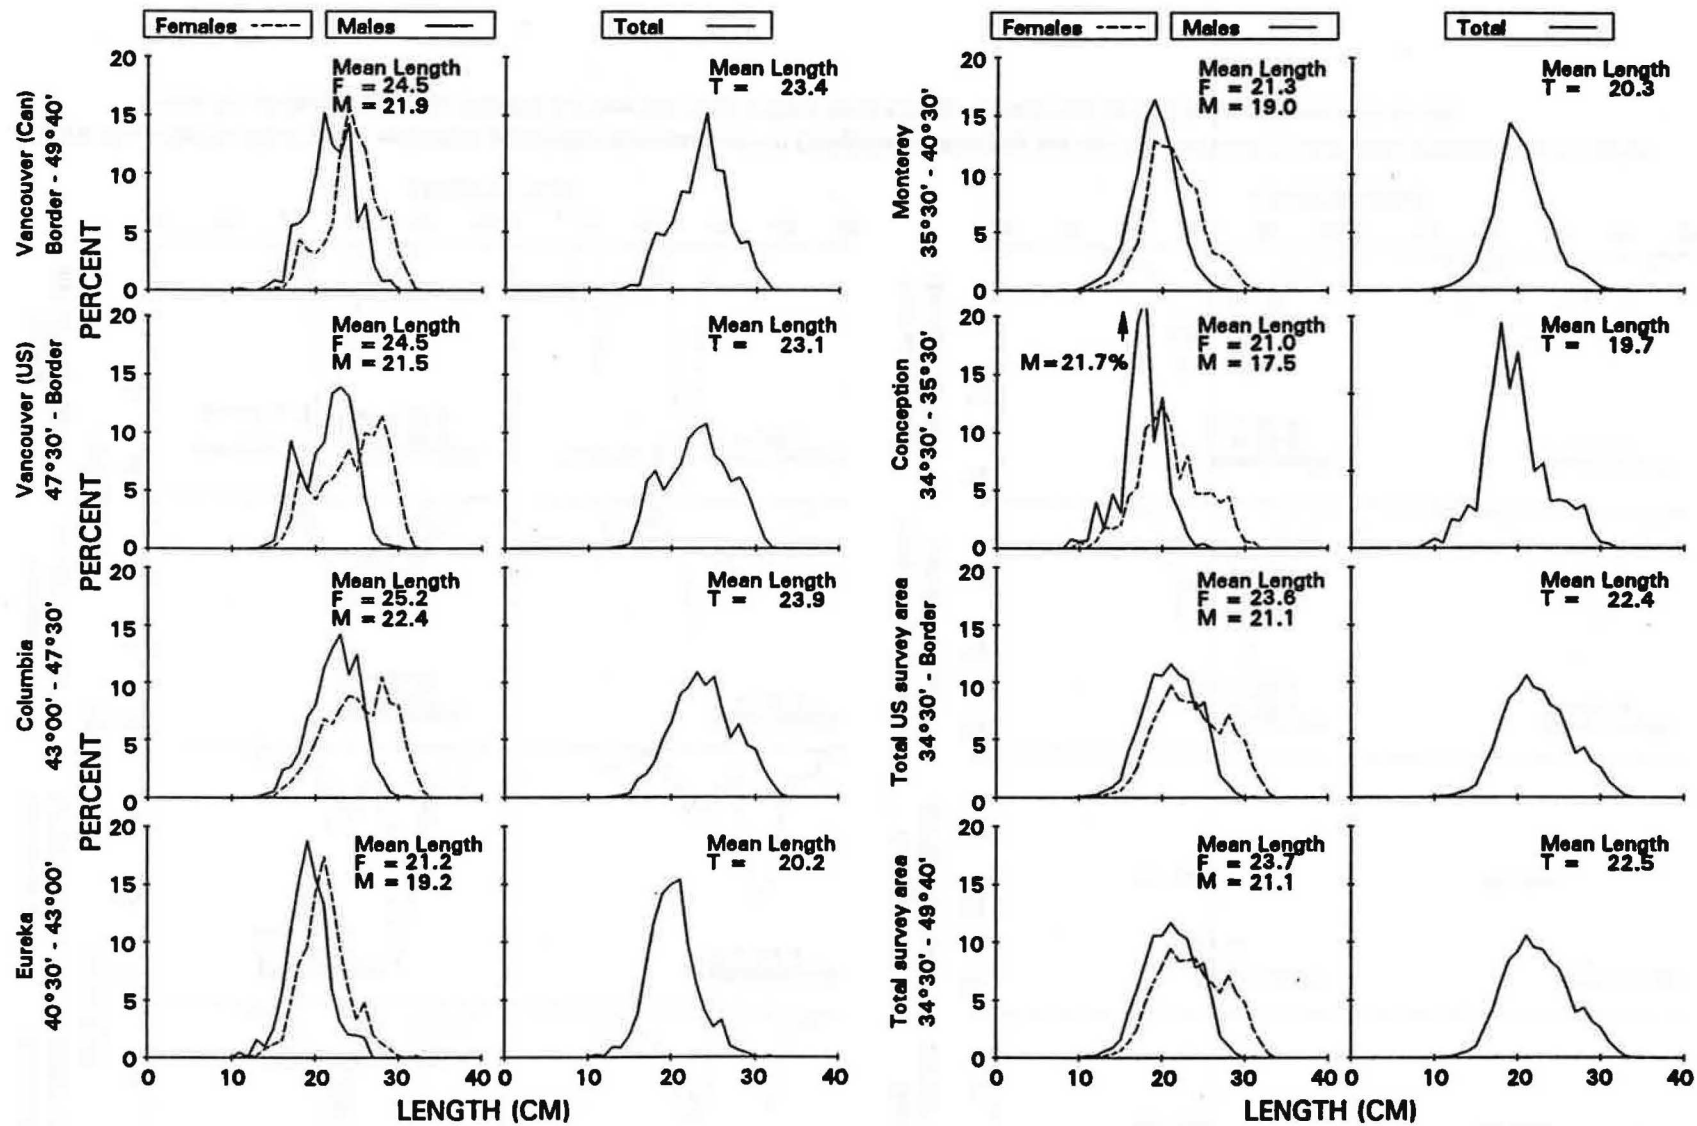 Females Males Total Females Males Total
Vancouver (Can)
Border - 49°40'
PERCENT
20
15
10
5
0
Mean Length
F = 24.5
M = 21.9
Mean Length
T = 23.4
Vancouver (US)
47°30' - Border
PERCENT
20
15
10
5
0
Mean Length
F = 24.5
M = 21.5
Mean Length
T = 23.1
Columbia
43°00' - 47°30'
PERCENT
20
15
10
5
0
Mean Length
F = 25.2
M = 22.4
Mean Length
T = 23.9
Eureka
40°30' - 43°00'
20
15
10
5
0
Mean Length
F = 21.2
M = 19.2
Mean Length
T = 20.2
0 10 20 30 40 10 20 30 40
LENGTH (CM)
Monterey
35°30' - 40°30'
20
15
10
5
0
Mean Length
F = 21.3
M = 19.0
Mean Length
T = 20.3
Conception
34°30' - 35°30'
20
15
10
5
0
M=21.7%
Mean Length
F = 21.0
M = 17.5
Mean Length
T = 19.7
Total US survey area
34°30' - Border
20
15
10
5
0
Mean Length
F = 23.6
M = 21.1
Mean Length
T = 22.4
Total survey area
34°30' - 49°40'
20
15
10
5
0
Mean Length
F = 23.7
M = 21.1
Mean Length
T = 22.5
0 10 20 30 0 10 20 30 40
LENGTH (CM)